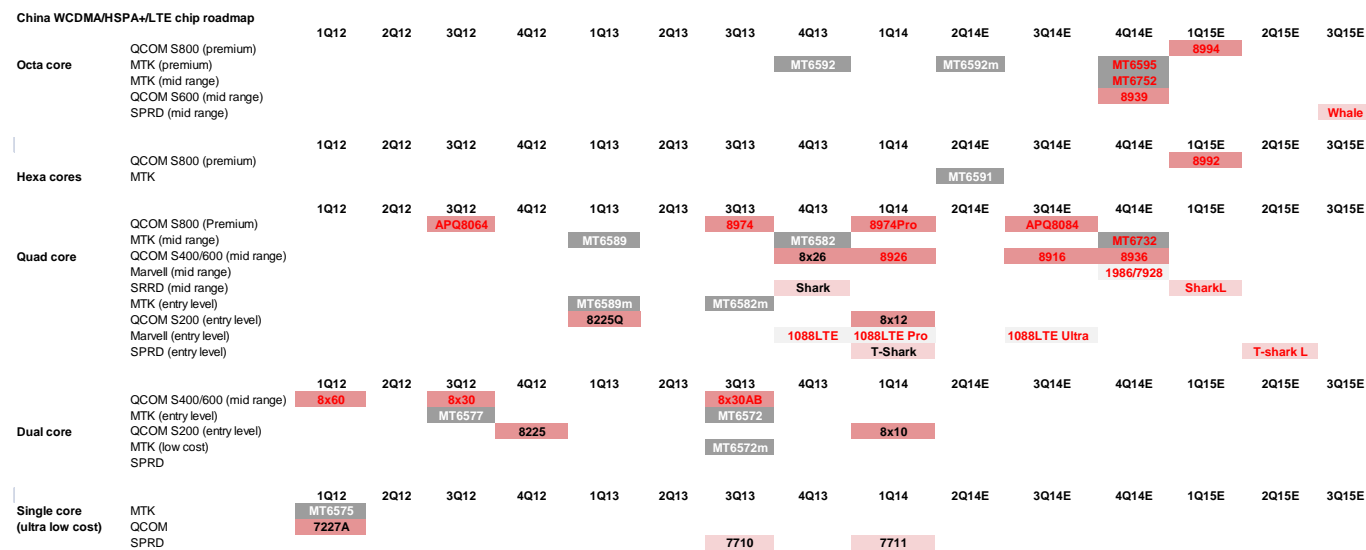 China WCDMA/HSPA+/LTE chip roadmap
1Q12 2Q12 3Q12 4Q12 1Q13 2Q13 3Q13 4Q13 1Q14 2Q14E 3Q14E 4Q14E 1Q15E 2Q15E 3Q15E
QCOM S800 (premium) 8994
Octa core MTK (premium) MT6592 MT6592m MT6595
MTK (mid range) MT6752
QCOM S600 (mid range) 8939
SPRD (mid range) Whale
1Q12 2Q12 3Q12 4Q12 1Q13 2Q13 3Q13 4Q13 1Q14 2Q14E 3Q14E 4Q14E 1Q15E 2Q15E 3Q15E
QCOM S800 (premium) 8992
Hexa cores MTK MT6591
1Q12 2Q12 3Q12 4Q12 1Q13 2Q13 3Q13 4Q13 1Q14 2Q14E 3Q14E 4Q14E 1Q15E 2Q15E 3Q15E
QCOM S800 (Premium) APQ8064 8974 8974Pro APQ8084
MTK (mid range) MT6589 MT6582 MT6732
Quad core QCOM S400/600 (mid range) 8x26 8926 8916 8936
Marvell (mid range) 1986/7928
SRRD (mid range) Shark SharkL
MTK (entry level) MT6589m MT6582m
QCOM S200 (entry level) 8225Q 8x12
Marvell (entry level) 1088LTE 1088LTE Pro 1088LTE Ultra
SPRD (entry level) T-Shark T-shark L
1Q12 2Q12 3Q12 4Q12 1Q13 2Q13 3Q13 4Q13 1Q14 2Q14E 3Q14E 4Q14E 1Q15E 2Q15E 3Q15E
QCOM S400/600 (mid range) 8x60 8x30 8x30AB
MTK (entry level) MT6577 MT6572
Dual core QCOM S200 (entry level) 8225 8x10
MTK (low cost) MT6572m
SPRD
1Q12 2Q12 3Q12 4Q12 1Q13 2Q13 3Q13 4Q13 1Q14 2Q14E 3Q14E 4Q14E 1Q15E 2Q15E 3Q15E
Single core MTK MT6575
(ultra low cost) QCOM 7227A
SPRD 7710 7711